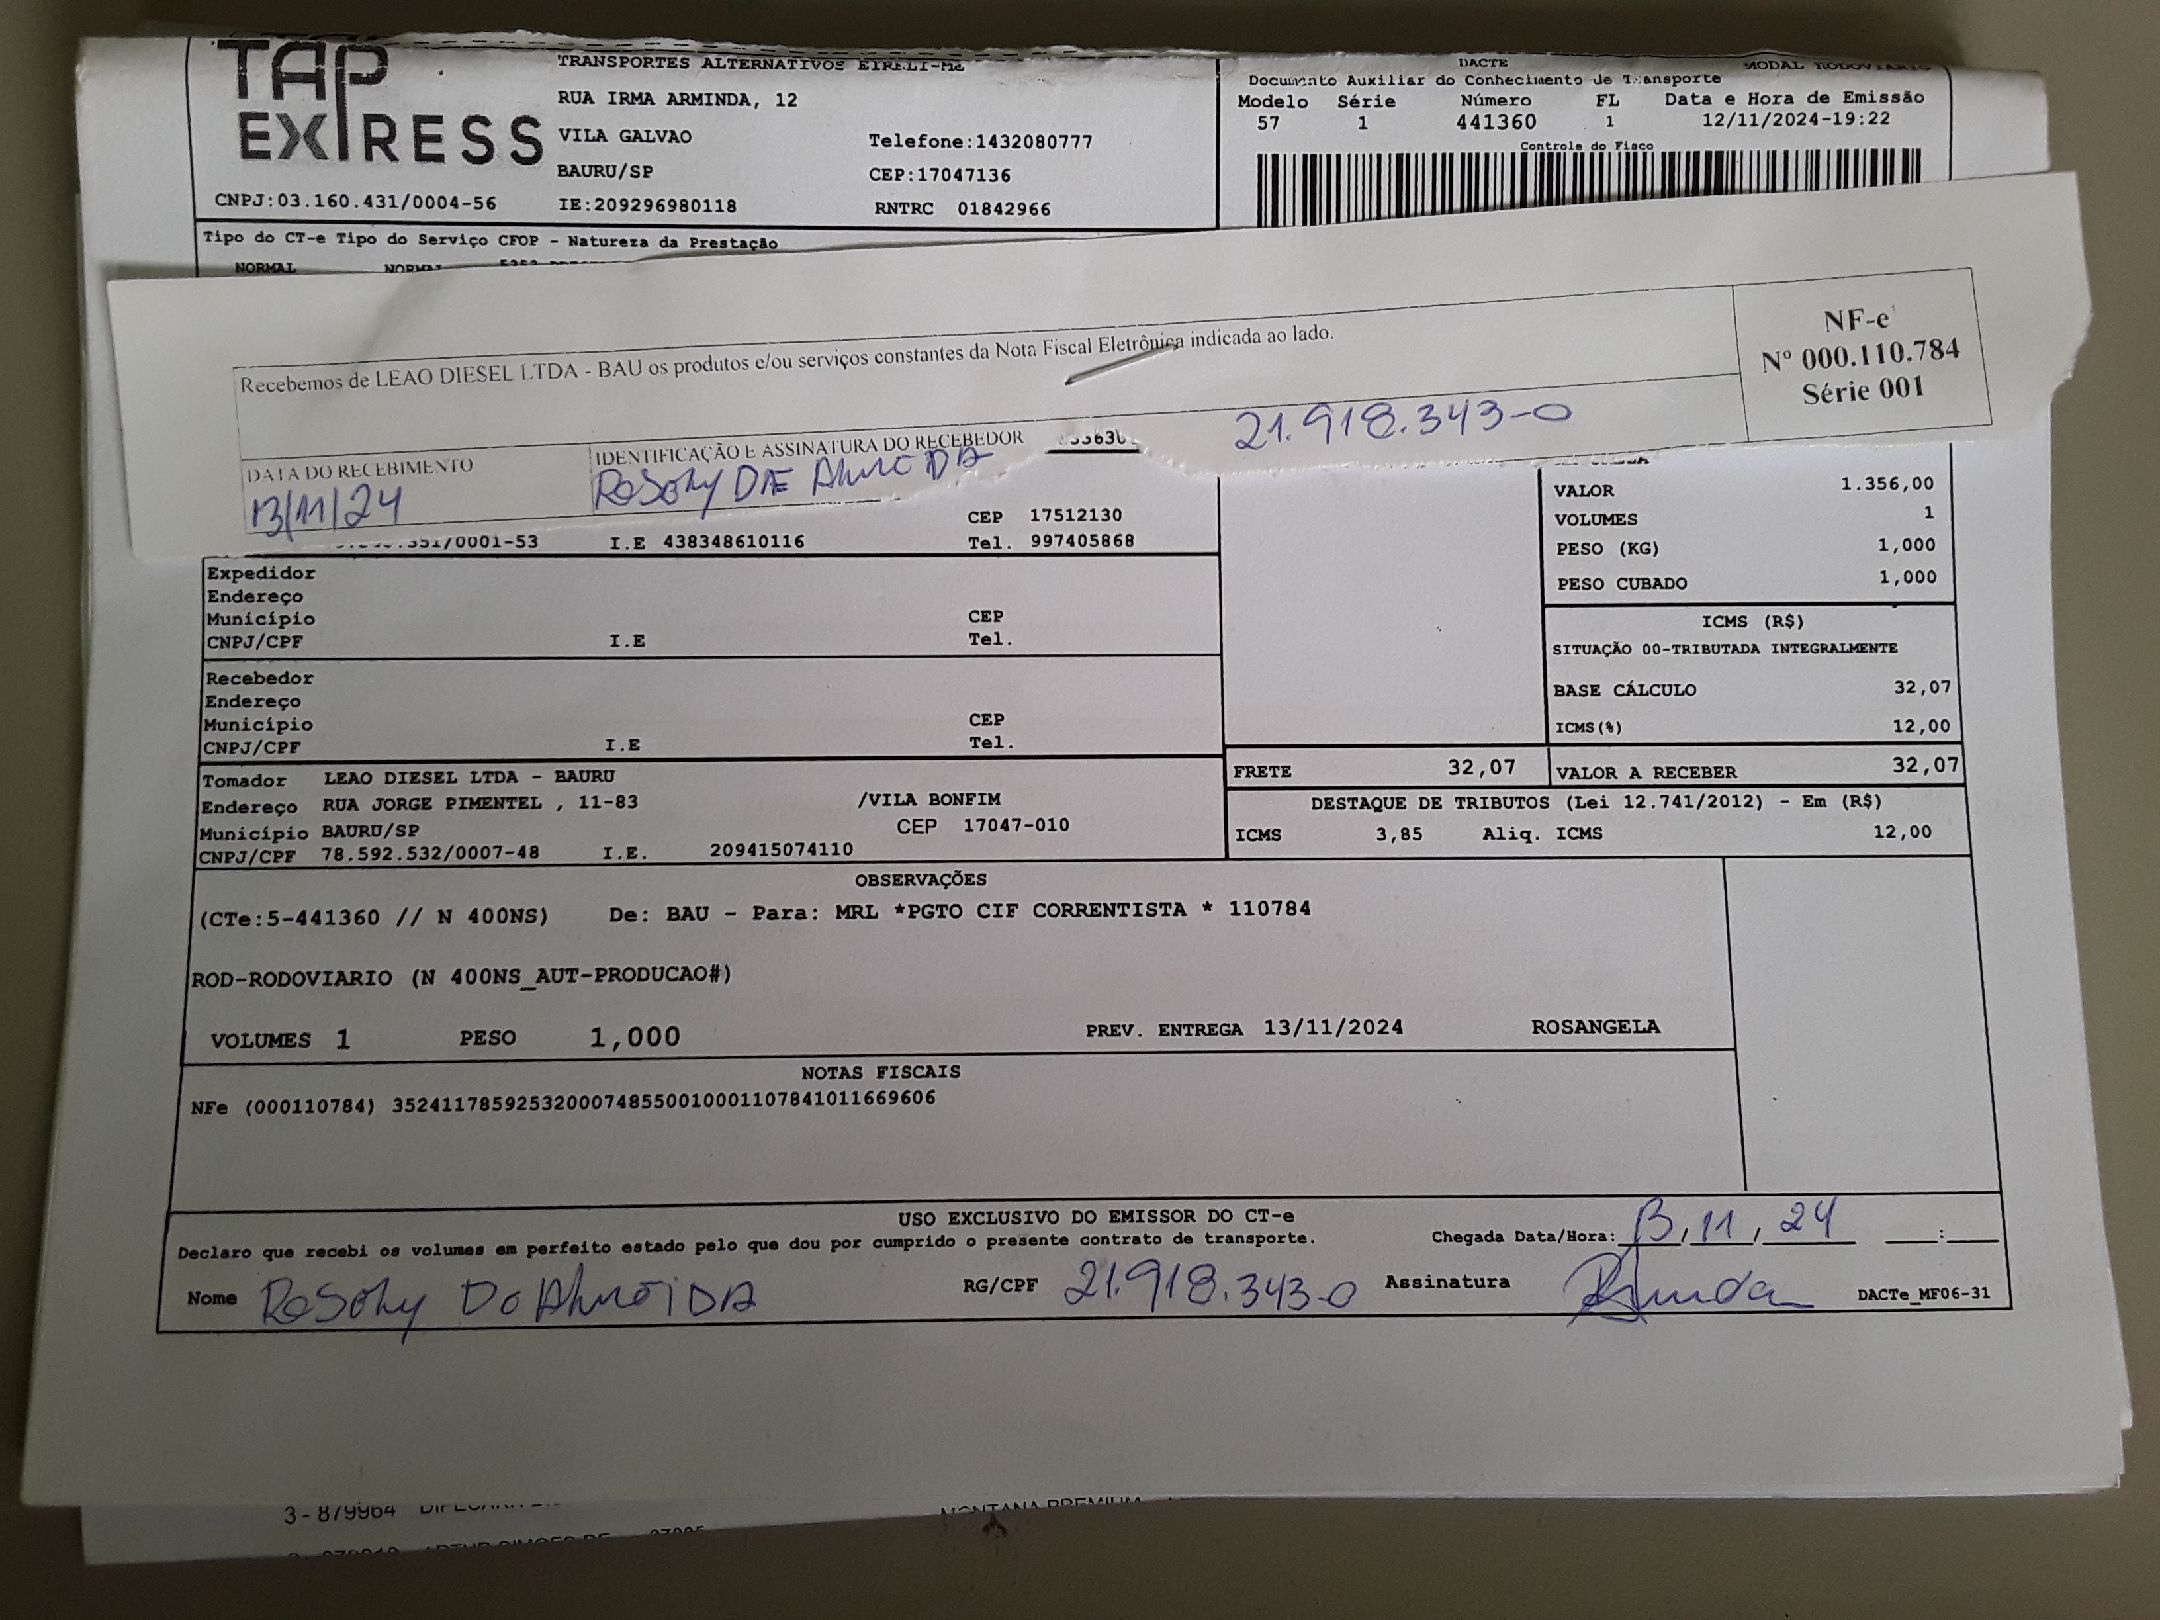 TAP EXPRESS
TRANSPORTES ALTERNATIVOS EIRELI-ME
RUA IRMA ARMINDA, 12
VILA GALVAO Telefone:1432080777
BAURU/SP CEP:17047136
CNPJ:03.160.431/0004-56 IE:209296980118 RNTRC 01842966
DACTE MODAL RODOVIARIO
Documento Auxiliar do Conhecimento de Transporte
Modelo Série Número FL Data e Hora de Emissão
57 1 441360 1 12/11/2024-19:22
Controle do Fisco
Tipo do CT-e Tipo do Serviço CFOP - Natureza da Prestação
NORMAL NORMAL
Recebemos de LEAO DIESEL LTDA - BAU os produtos e/ou serviços constantes da Nota Fiscal Eletrônica indicada ao lado.
NF-e
Nº 000.110.784
Série 001
DATA DO RECEBIMENTO IDENTIFICAÇÃO E ASSINATURA DO RECEBEDOR
13/11/24 21.918.343-0
CEP 17512130
/0001-53 I.E 438348610116 Tel. 997405868
VALOR 1.356,00
VOLUMES 1
PESO (KG) 1,000
PESO CUBADO 1,000
Expedidor
Endereço
Município CEP
CNPJ/CPF I.E Tel.
ICMS (R$)
SITUAÇÃO 00-TRIBUTADA INTEGRALMENTE
BASE CÁLCULO 32,07
ICMS(%) 12,00
Recebedor
Endereço
Município CEP
CNPJ/CPF I.E Tel.
FRETE 32,07 VALOR A RECEBER 32,07
Tomador LEAO DIESEL LTDA - BAURU
Endereço RUA JORGE PIMENTEL , 11-83 /VILA BONFIM
Município BAURU/SP CEP 17047-010
CNPJ/CPF 78.592.532/0007-48 I.E. 209415074110
DESTAQUE DE TRIBUTOS (Lei 12.741/2012) - Em (R$)
ICMS 3,85 Aliq. ICMS 12,00
OBSERVAÇÕES
(CTe:5-441360 // N 400NS) De: BAU - Para: MRL *PGTO CIF CORRENTISTA * 110784
ROD-RODOVIARIO (N 400NS_AUT-PRODUCAO#)
VOLUMES 1 PESO 1,000 PREV. ENTREGA 13/11/2024 ROSANGELA
NOTAS FISCAIS
NFe (000110784) 35241178592532000748550010001107841011669606
USO EXCLUSIVO DO EMISSOR DO CT-e
Declaro que recebi os volumes em perfeito estado pelo que dou por cumprido o presente contrato de transporte.
Chegada Data/Hora: 13,11,24 :
Nome RG/CPF 21.918.343-0 Assinatura
DACTe_MF06-31